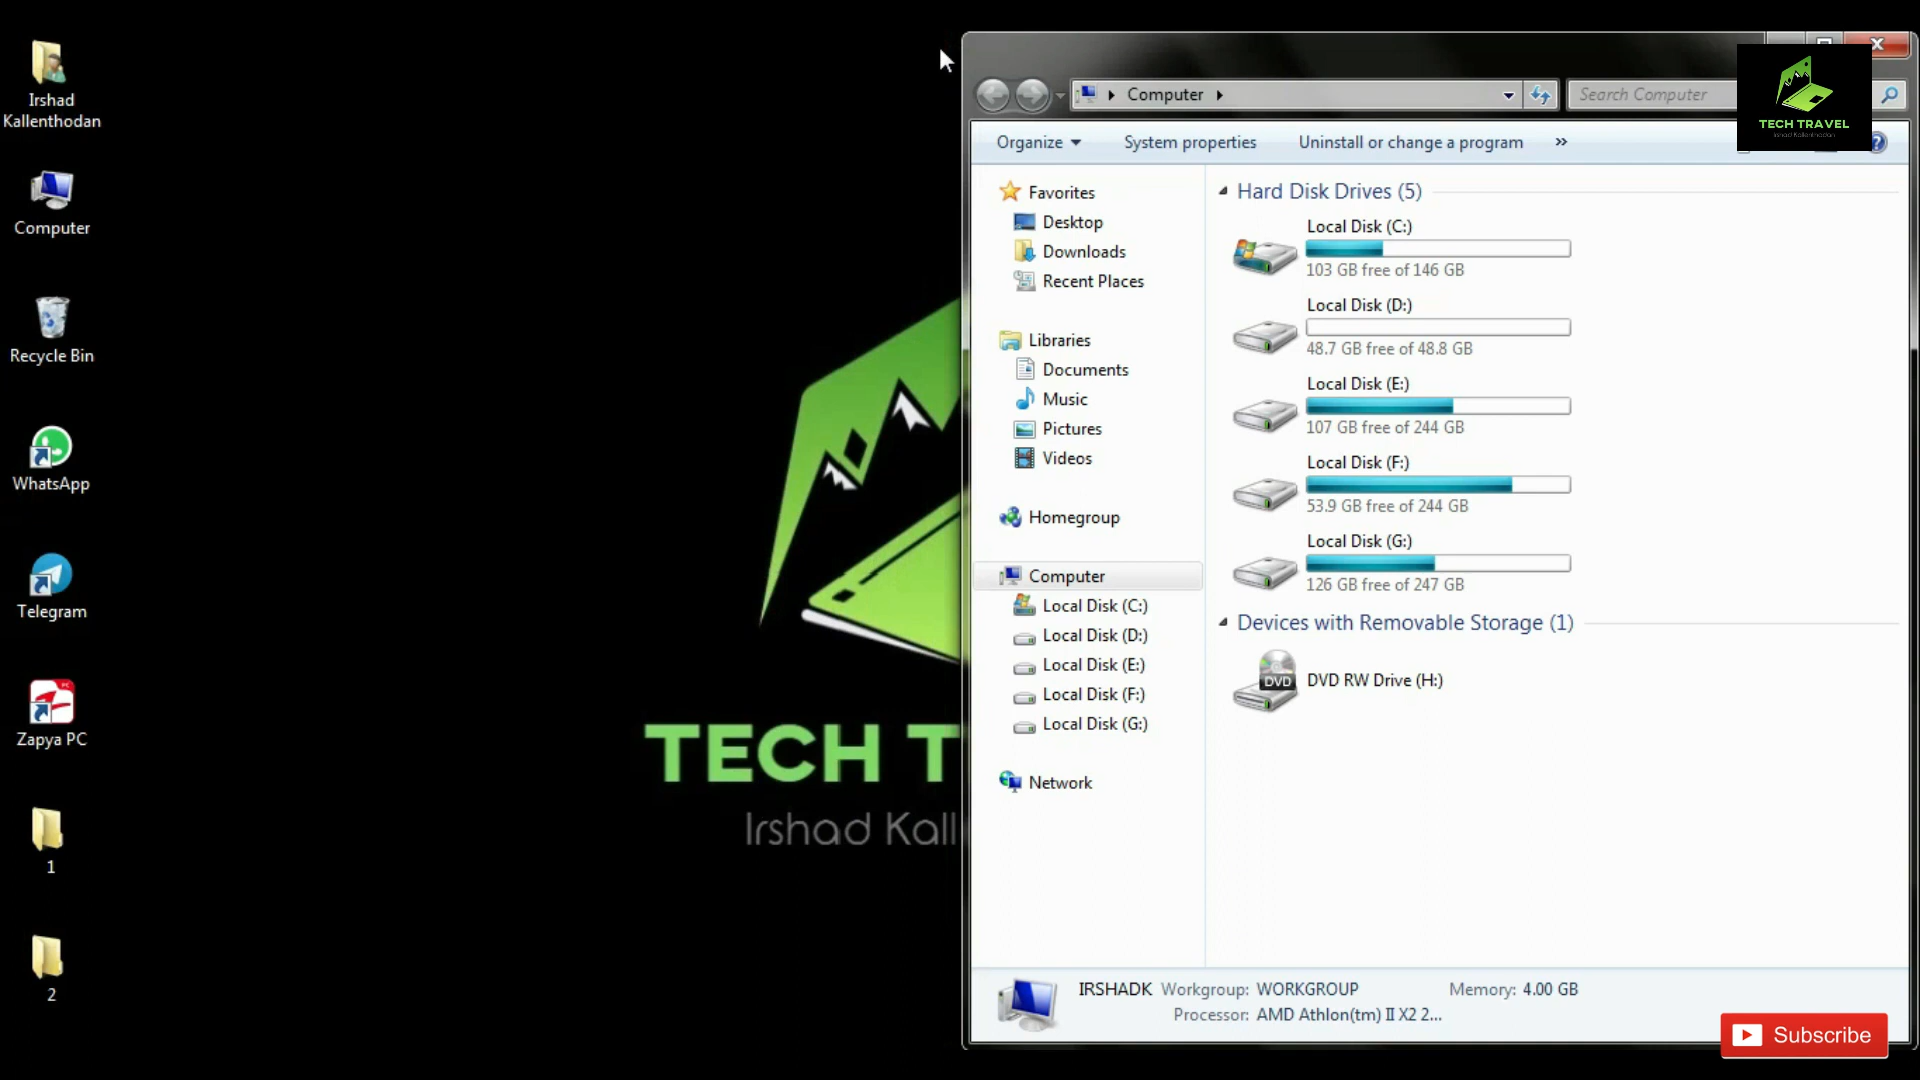 Irshad
Kallenthodan
Computer
Recycle Bin
WhatsApp
Telegram
Zapya PC
1
2
TECH T
Irshad Kall
Computer
Search Computer
TECH TRAVEL
Irshad Kallenthodan
Organize
System properties
Uninstall or change a program
»
Favorites
Desktop
Downloads
Recent Places
Libraries
Documents
Music
Pictures
Videos
Homegroup
Computer
Local Disk (C:)
Local Disk (D:)
Local Disk (E:)
Local Disk (F:)
Local Disk (G:)
Network
Hard Disk Drives (5)
Local Disk (C:)
103 GB free of 146 GB
Local Disk (D:)
48.7 GB free of 48.8 GB
Local Disk (E:)
107 GB free of 244 GB
Local Disk (F:)
53.9 GB free of 244 GB
Local Disk (G:)
126 GB free of 247 GB
Devices with Removable Storage (1)
DVD
DVD RW Drive (H:)
IRSHADK Workgroup: WORKGROUP Memory: 4.00 GB
Processor: AMD Athlon(tm) II X2 2...
Subscribe